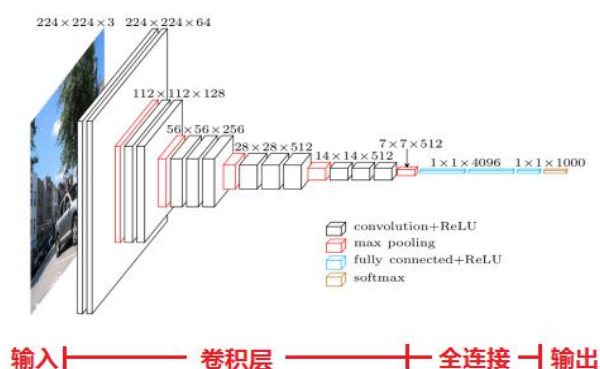 224×224×3 224×224×64
112×112×128
56×56×256
28×28×512
14×14×512
7×7×512
1×1×4096 1×1×1000
convolution+ReLU
max pooling
fully connected+ReLU
softmax
输入 卷积层 全连接 输出